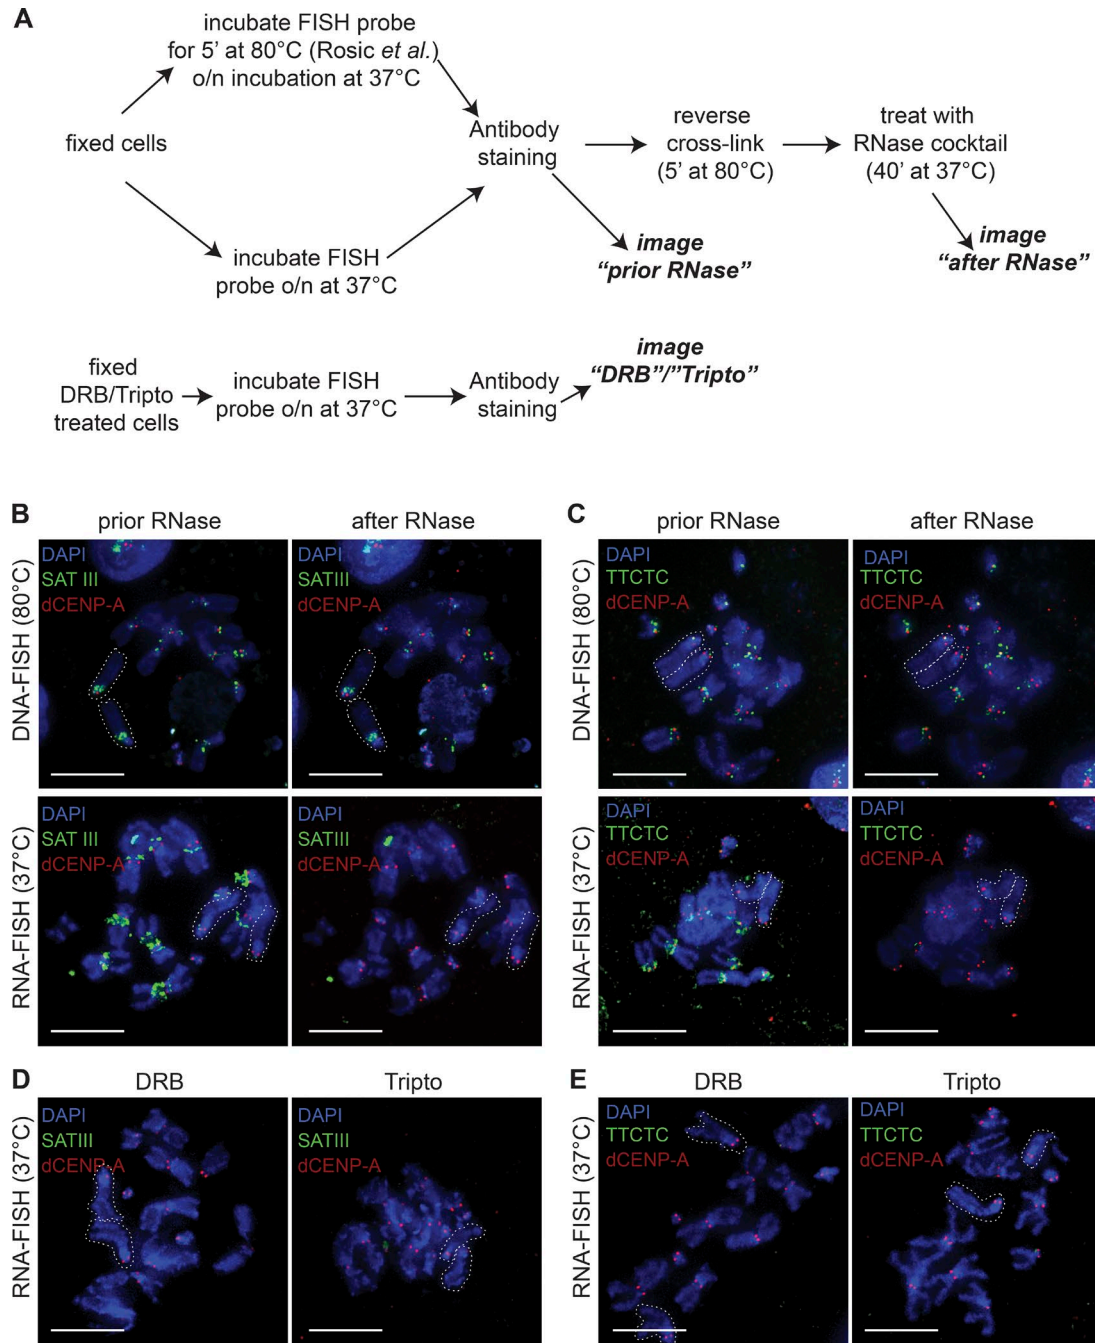 A
incubate FISH probe
for 5’ at 80°C (Rosic et al.)
o/n incubation at 37°C
fixed cells
Antibody
staining
reverse
cross-link
(5’ at 80°C)
treat with
RNase cocktail
(40’ at 37°C)
incubate FISH
probe o/n at 37°C
image
“prior RNase”
image
“after RNase”
fixed
DRB/Tripto
treated cells
incubate FISH
probe o/n at 37°C
Antibody
staining
image
“DRB”/”Tripto”
B
prior RNase
after RNase
DNA-FISH (80°C)
DAPI
SAT III
dCENP-A
DAPI
SATIII
dCENP-A
RNA-FISH (37°C)
DAPI
SAT III
dCENP-A
DAPI
SATIII
dCENP-A
C
prior RNase
after RNase
DNA-FISH (80°C)
DAPI
TTCTC
dCENP-A
DAPI
TTCTC
dCENP-A
RNA-FISH (37°C)
DAPI
TTCTC
dCENP-A
DAPI
TTCTC
dCENP-A
D
DRB
Tripto
RNA-FISH (37°C)
DAPI
SATIII
dCENP-A
DAPI
SATIII
dCENP-A
E
DRB
Tripto
RNA-FISH (37°C)
DAPI
TTCTC
dCENP-A
DAPI
TTCTC
dCENP-A